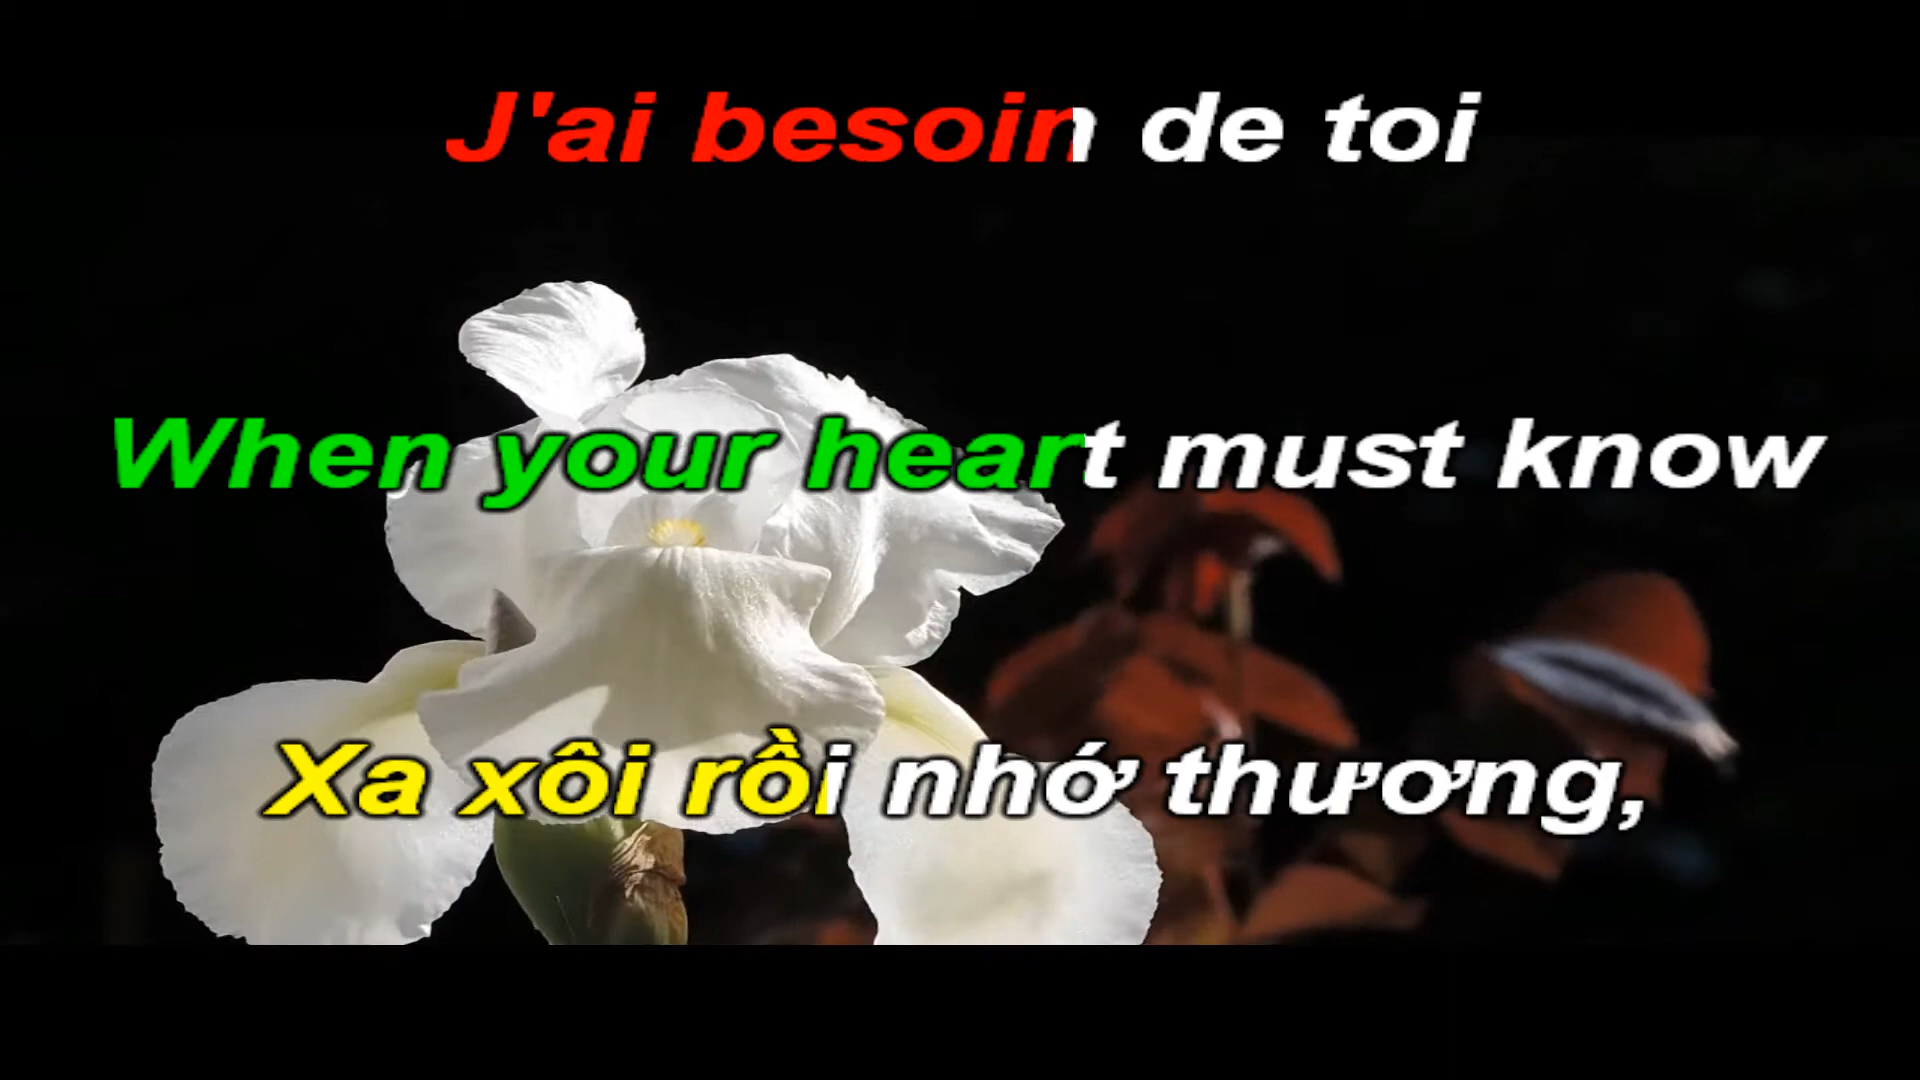 J'ai besoin de toi
When your heart must know
Xa xôi rồi nhớ thương,